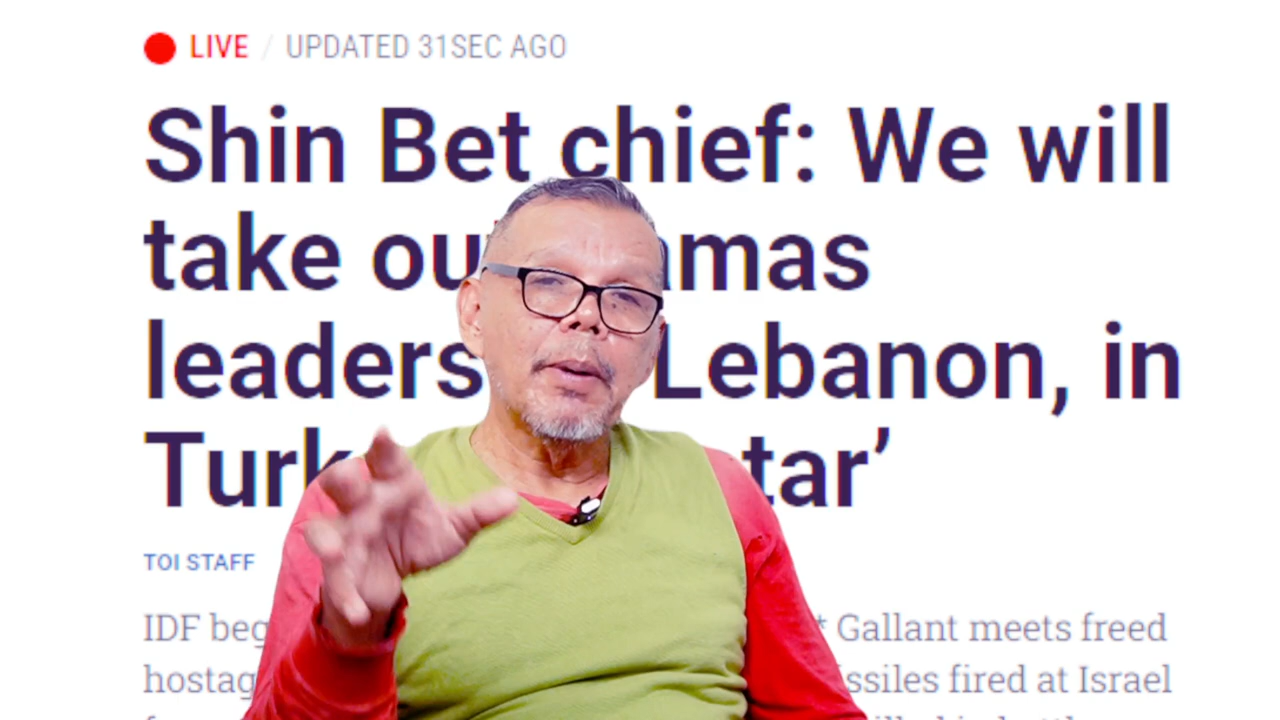 LIVE / UPDATED 31SEC AGO
Shin Bet chief: We will
take ou amas
leaders Lebanon, in
Turk tar’
TOI STAFF
IDF beg * Gallant meets freed
hostag ssiles fired at Israel